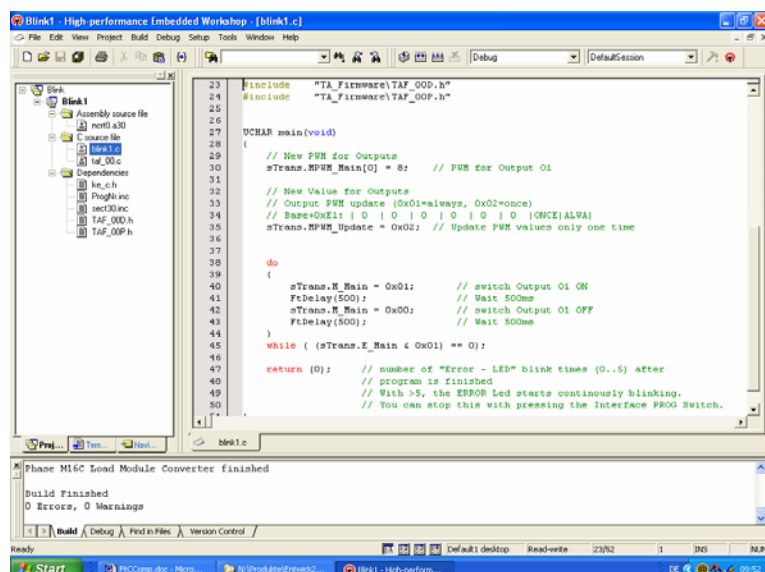 Blink1 - High-performance Embedded Workshop - [blink1.c]
File Edit View Project Build Debug Setup Tools Window Help
Debug
DefaultSession
Blink
Blink1
Assembly source file
ncrt0.a30
C source file
blink1.c
taf_00.c
Dependencies
ke_c.h
ProgNr.inc
sect30.inc
TAF_00D.h
TAF_00P.h
Proj...
Tem...
Navi...
23 #include "TA_Firmware\TAF_00D.h"
24 #include "TA_Firmware\TAF_00P.h"
25
26
27 UCHAR main(void)
28 {
29 // New PWM for Outputs
30 sTrans.MPWM_Main[0] = 8; // PWM for Output O1
31
32 // New Value for Outputs
33 // Output PWM update (0x01=always, 0x02=once)
34 // Base+0xE1: | 0 | 0 | 0 | 0 | 0 | 0 |ONCE|ALWA|
35 sTrans.MPWM_Update = 0x02; // Update PWM values only one time
36
37
38 do
39 {
40 sTrans.M_Main = 0x01; // switch Output O1 ON
41 FtDelay(500); // Wait 500ms
42 sTrans.M_Main = 0x00; // switch Output O1 OFF
43 FtDelay(500); // Wait 500ms
44 }
45 while ( (sTrans.E_Main & 0x01) == 0);
46
47 return (0); // number of "Error - LED" blink times (0..5) after
48 // program is finished
49 // With >5, the ERROR Led starts continously blinking.
50 // You can stop this with pressing the Interface PROG Switch.
blink1.c
Phase M16C Load Module Converter finished
Build Finished
0 Errors, 0 Warnings
Build Debug Find in Files Version Control
Ready
Default1 desktop Read-write 23/52 1 INS NUM
Start
FtCComp.doc - Micro...
N:\Produkte\Entwick2...
Blink1 - High-perform...
DE
09:52